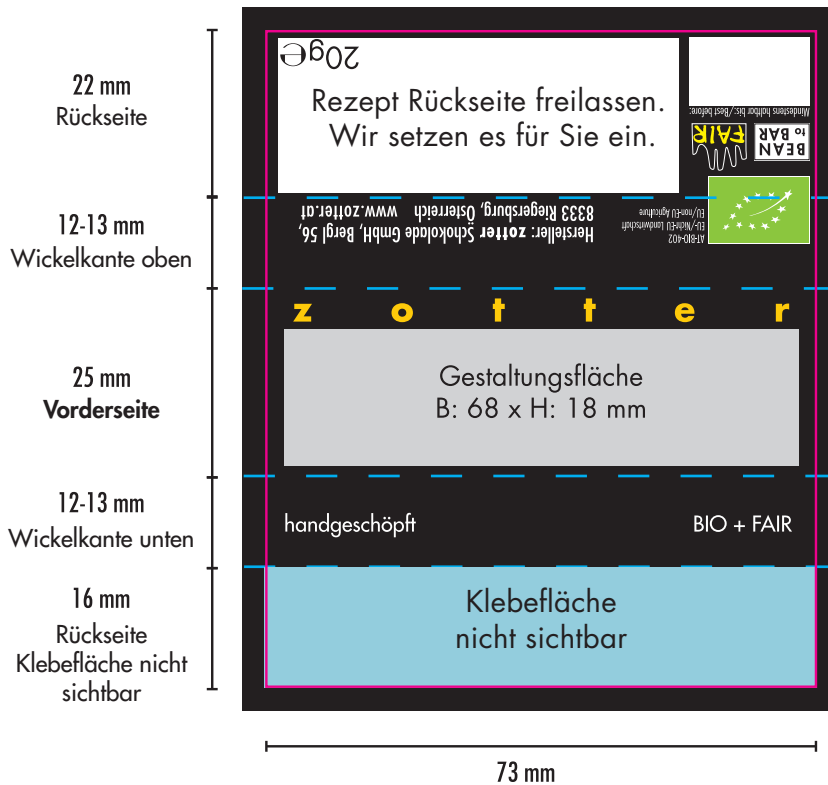 22 mm
Rückseite
12-13 mm
Wickelkante oben
25 mm
Vorderseite
12-13 mm
Wickelkante unten
16 mm
Rückseite
Klebefläche nicht
sichtbar
20g e
Rezept Rückseite freilassen.
Wir setzen es für Sie ein.
Mindestens haltbar bis:/Best before:
FAIR
BEAN
to BAR
Hersteller: zotter Schokolade GmbH, Bergl 56,
8333 Riegersburg, Österreich www.zotter.at
AT-BIO-402
EU-/Nicht-EU Landwirtschaft
EU/non-EU Agriculture
zotter
Gestaltungsfläche
B: 68 x H: 18 mm
handgeschöpft
BIO + FAIR
Klebefläche
nicht sichtbar
73 mm